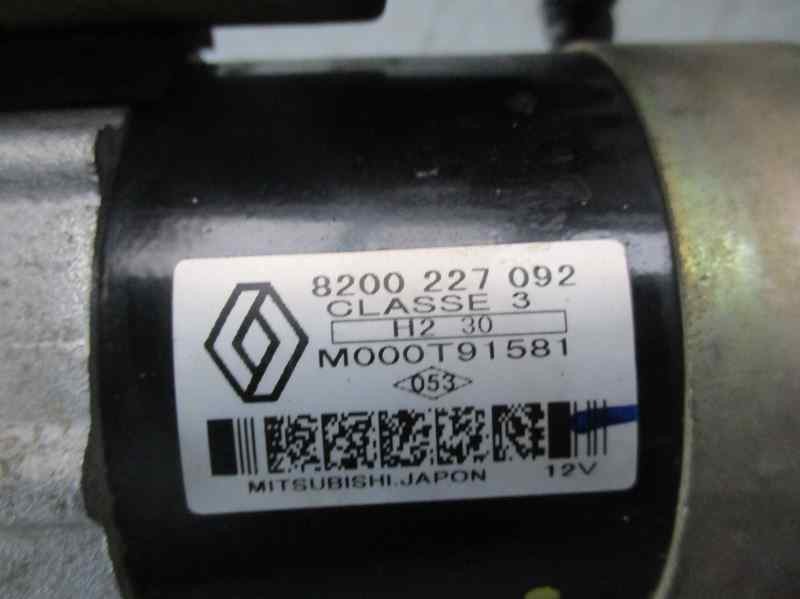 8200 227 092
CLASSE 3
H2 30
M000T91581
053
MITSUBISHI.JAPON 12V